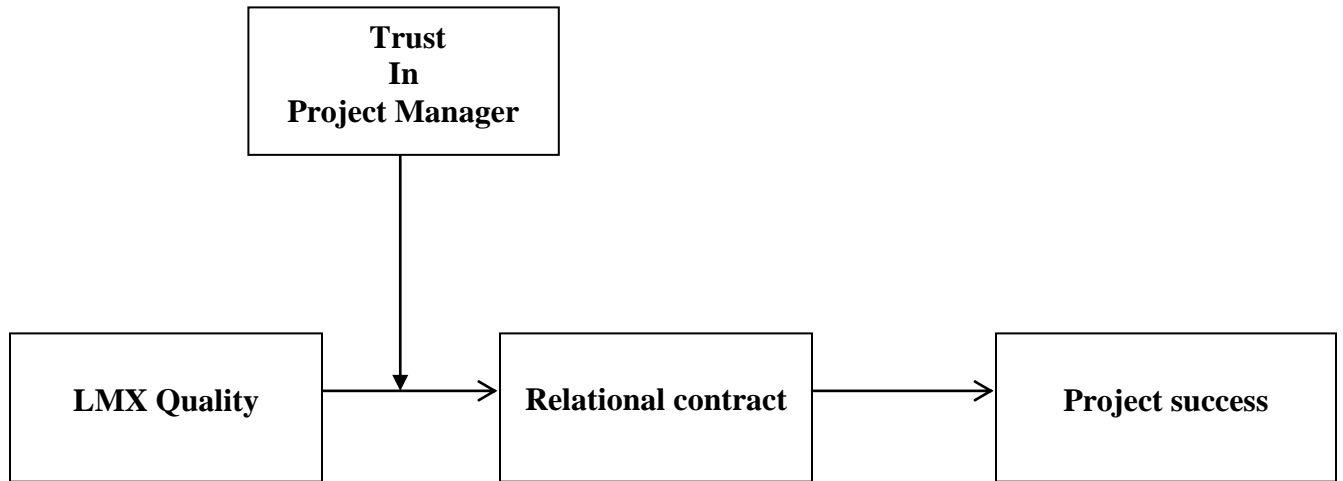 Trust
In
Project Manager
LMX Quality
Relational contract
Project success